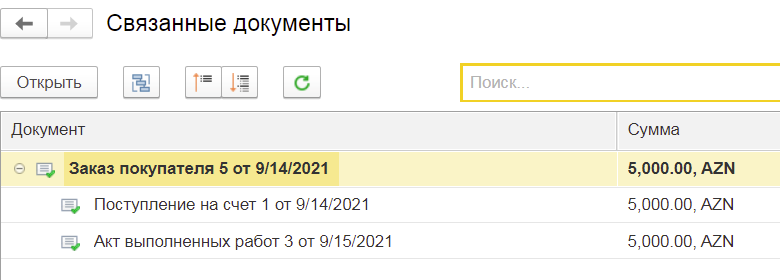 Связанные документы
Открыть
Поиск...
Документ Сумма
Заказ покупателя 5 от 9/14/2021 5,000.00, AZN
Поступление на счет 1 от 9/14/2021 5,000.00, AZN
Акт выполненных работ 3 от 9/15/2021 5,000.00, AZN